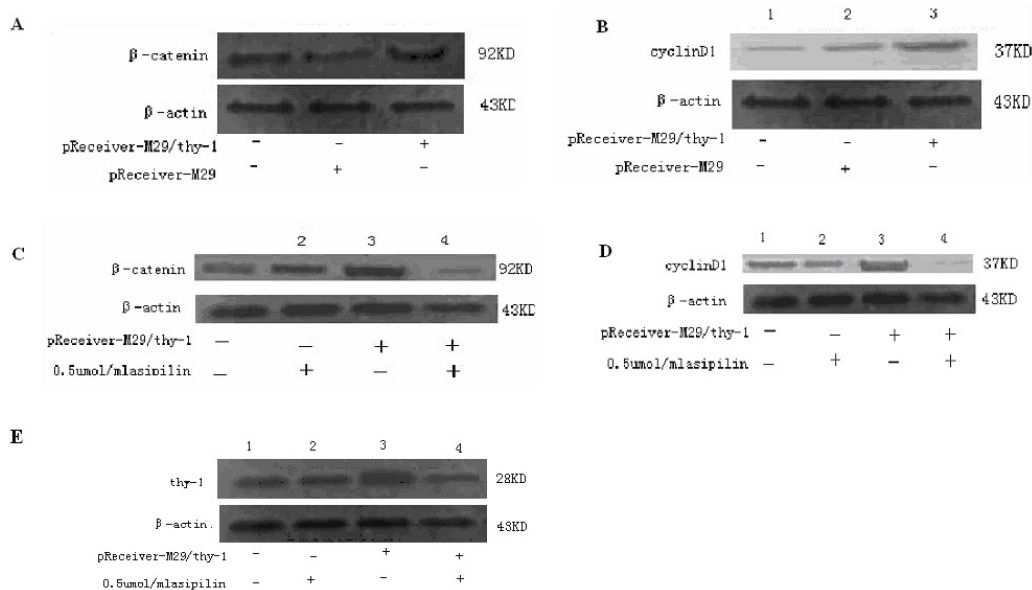 A
β-catenin 92KD
β-actin 43KD
pReceiver-M29/thy-1 - - +
pReceiver-M29 - + -
B
1 2 3
cyclinD1 37KD
β-actin 43KD
pReceiver-M29/thy-1 - - +
pReceiver-M29 - + -
C
2 3 4
β-catenin 92KD
β-actin 43KD
pReceiver-M29/thy-1 − − + +
0.5umol/mlasipilin − + − +
D
1 2 3 4
cyclinD1 37KD
β-actin 43KD
pReceiver-M29/thy-1 − − + +
0.5umol/mlasipilin − + − +
E
1 2 3 4
thy-1 28KD
β-actin. 43KD
pReceiver-M29/thy-1 - - + +
0.5umol/mlasipilin - + - +